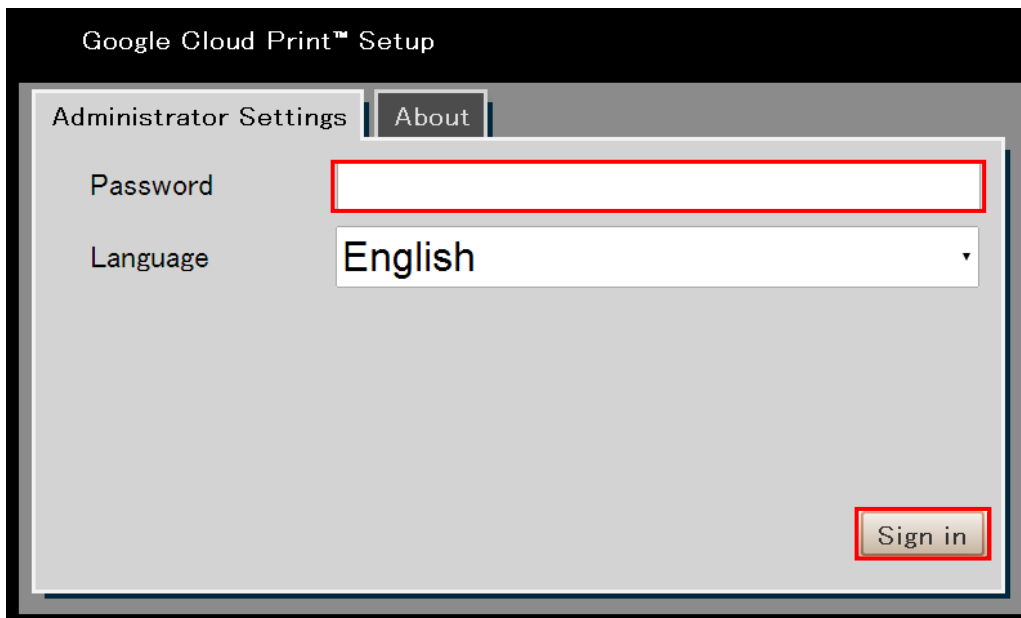 Google Cloud Print™ Setup
Administrator Settings
About
Password
Language
English
Sign in